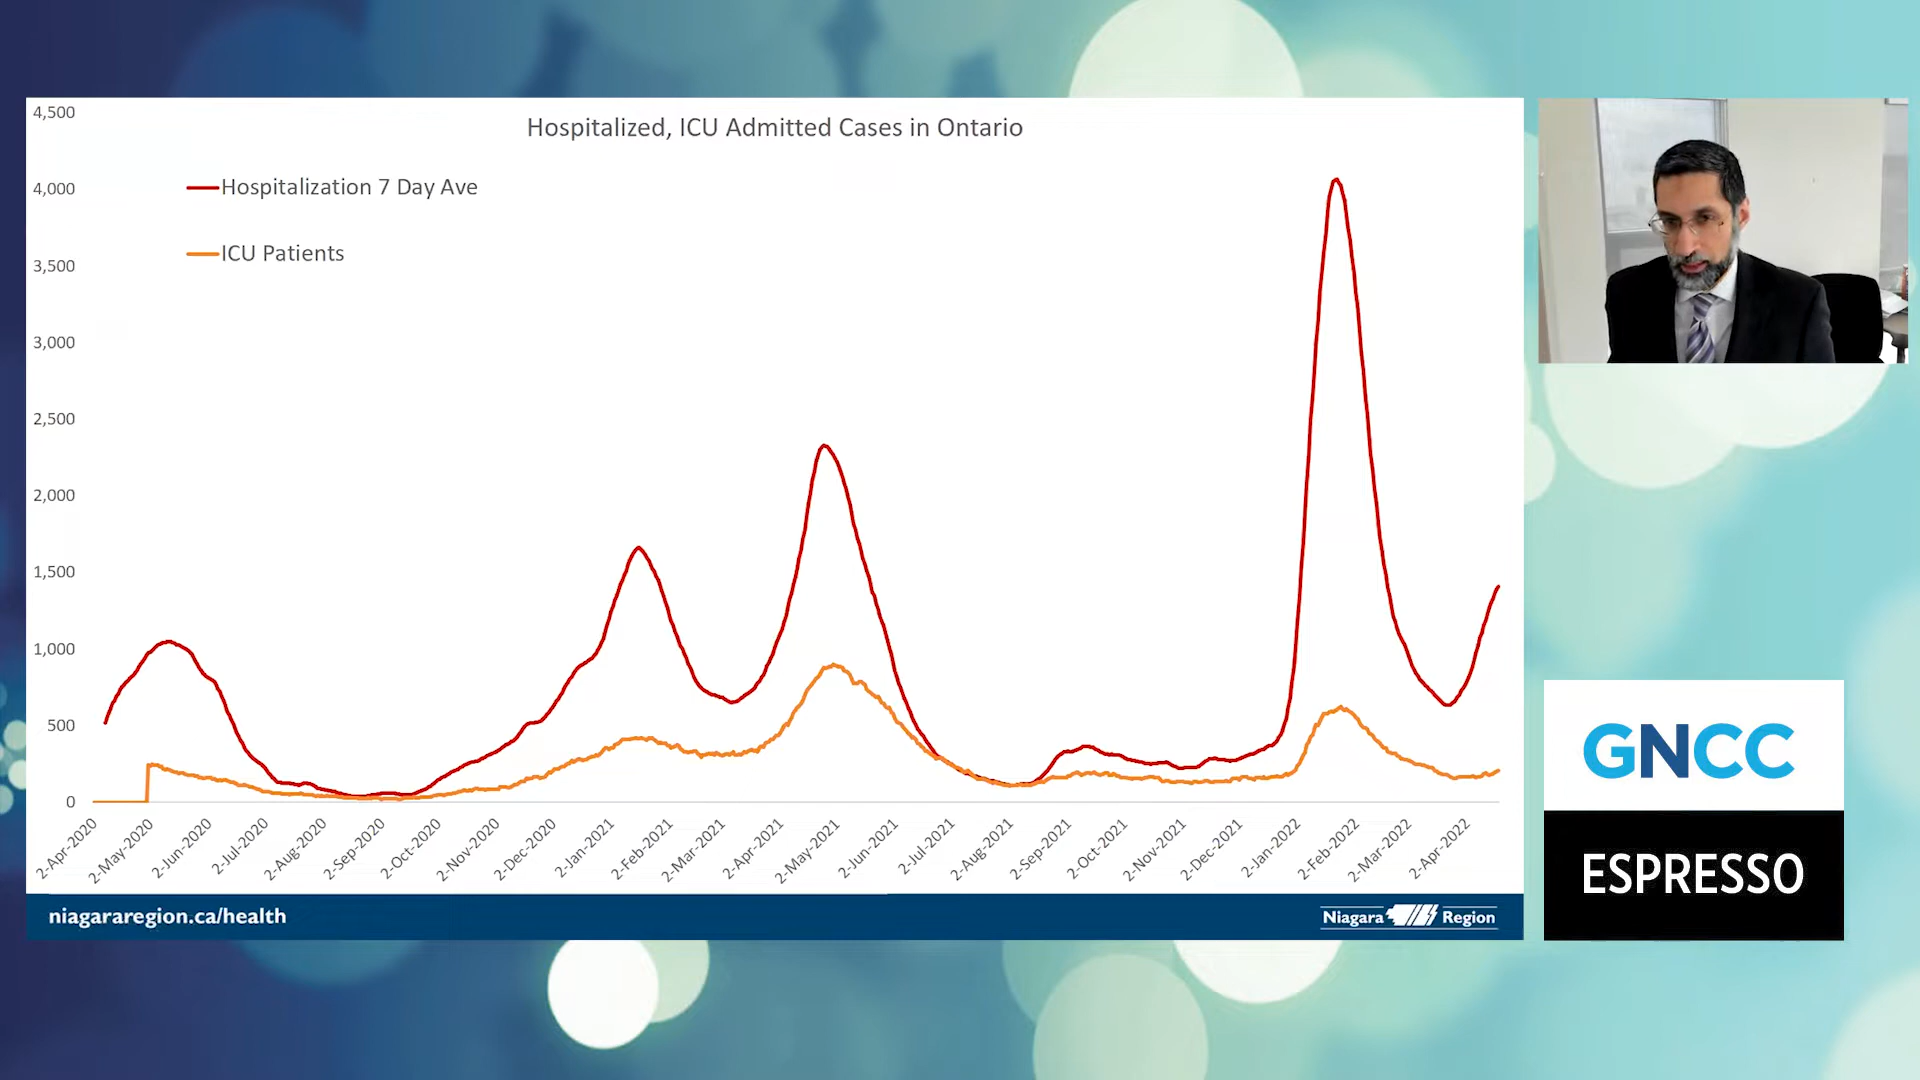 Hospitalized, ICU Admitted Cases in Ontario
Hospitalization 7 Day Ave
ICU Patients
4,500
4,000
3,500
3,000
2,500
2,000
1,500
1,000
500
0
2-Apr-2020
2-May-2020
2-Jun-2020
2-Jul-2020
2-Aug-2020
2-Sep-2020
2-Oct-2020
2-Nov-2020
2-Dec-2020
2-Jan-2021
2-Feb-2021
2-Mar-2021
2-Apr-2021
2-May-2021
2-Jun-2021
2-Jul-2021
2-Aug-2021
2-Sep-2021
2-Oct-2021
2-Nov-2021
2-Dec-2021
2-Jan-2022
2-Feb-2022
2-Mar-2022
2-Apr-2022
niagararegion.ca/health
Niagara Region
GNCC
ESPRESSO